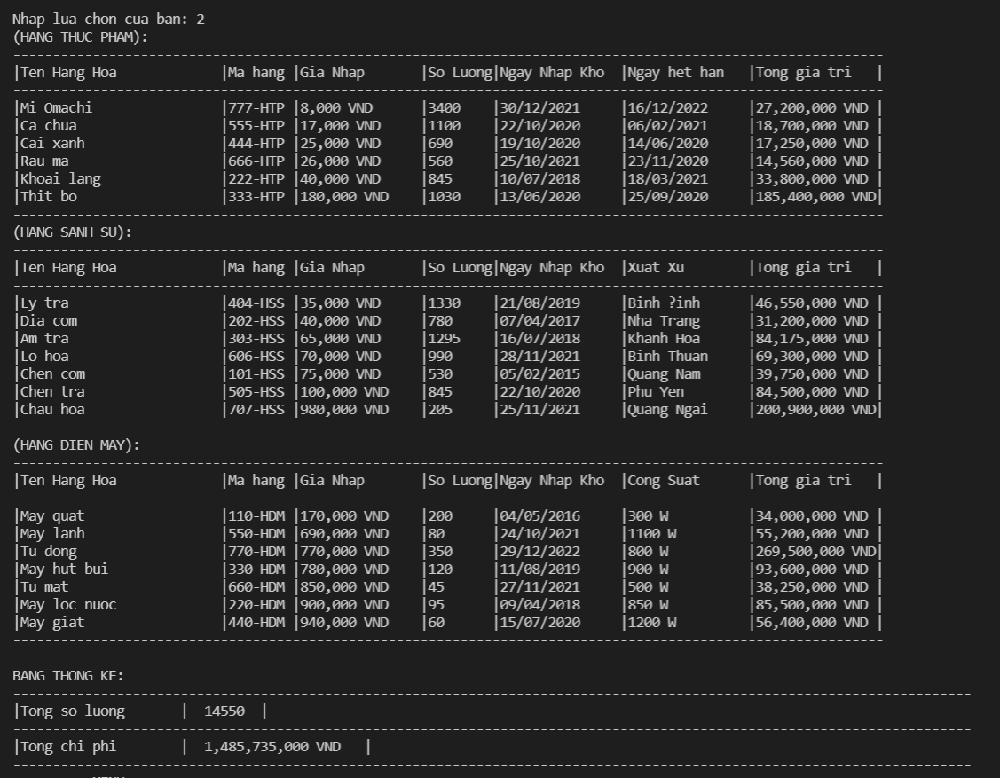 Nhap lua chon cua ban: 2
(HANG THUC PHAM):
---------------------------------------------------------------------------------------------------------------
|Ten Hang Hoa |Ma hang |Gia Nhap |So Luong|Ngay Nhap Kho |Ngay het han |Tong gia tri |
---------------------------------------------------------------------------------------------------------------
|Mi Omachi |777-HTP |8,000 VND |3400 |30/12/2021 |16/12/2022 |27,200,000 VND |
|Ca chua |555-HTP |17,000 VND |1100 |22/10/2020 |06/02/2021 |18,700,000 VND |
|Cai xanh |444-HTP |25,000 VND |690 |19/10/2020 |14/06/2020 |17,250,000 VND |
|Rau ma |666-HTP |26,000 VND |560 |25/10/2021 |23/11/2020 |14,560,000 VND |
|Khoai lang |222-HTP |40,000 VND |845 |10/07/2018 |18/03/2021 |33,800,000 VND |
|Thit bo |333-HTP |180,000 VND |1030 |13/06/2020 |25/09/2020 |185,400,000 VND|
---------------------------------------------------------------------------------------------------------------
(HANG SANH SU):
---------------------------------------------------------------------------------------------------------------
|Ten Hang Hoa |Ma hang |Gia Nhap |So Luong|Ngay Nhap Kho |Xuat Xu |Tong gia tri |
---------------------------------------------------------------------------------------------------------------
|Ly tra |404-HSS |35,000 VND |1330 |21/08/2019 |Binh ?inh |46,550,000 VND |
|Dia com |202-HSS |40,000 VND |780 |07/04/2017 |Nha Trang |31,200,000 VND |
|Am tra |303-HSS |65,000 VND |1295 |16/07/2018 |Khanh Hoa |84,175,000 VND |
|Lo hoa |606-HSS |70,000 VND |990 |28/11/2021 |Binh Thuan |69,300,000 VND |
|Chen com |101-HSS |75,000 VND |530 |05/02/2015 |Quang Nam |39,750,000 VND |
|Chen tra |505-HSS |100,000 VND |845 |22/10/2020 |Phu Yen |84,500,000 VND |
|Chau hoa |707-HSS |980,000 VND |205 |25/11/2021 |Quang Ngai |200,900,000 VND|
---------------------------------------------------------------------------------------------------------------
(HANG DIEN MAY):
---------------------------------------------------------------------------------------------------------------
|Ten Hang Hoa |Ma hang |Gia Nhap |So Luong|Ngay Nhap Kho |Cong Suat |Tong gia tri |
---------------------------------------------------------------------------------------------------------------
|May quat |110-HDM |170,000 VND |200 |04/05/2016 |300 W |34,000,000 VND |
|May lanh |550-HDM |690,000 VND |80 |24/10/2021 |1100 W |55,200,000 VND |
|Tu dong |770-HDM |770,000 VND |350 |29/12/2022 |800 W |269,500,000 VND|
|May hut bui |330-HDM |780,000 VND |120 |11/08/2019 |900 W |93,600,000 VND |
|Tu mat |660-HDM |850,000 VND |45 |27/11/2021 |500 W |38,250,000 VND |
|May loc nuoc |220-HDM |900,000 VND |95 |09/04/2018 |850 W |85,500,000 VND |
|May giat |440-HDM |940,000 VND |60 |15/07/2020 |1200 W |56,400,000 VND |
---------------------------------------------------------------------------------------------------------------
BANG THONG KE:
---------------------------------------------------------------------------------------------------------------
|Tong so luong | 14550 |
---------------------------------------------------------------------------------------------------------------
|Tong chi phi | 1,485,735,000 VND |
---------------------------------------------------------------------------------------------------------------